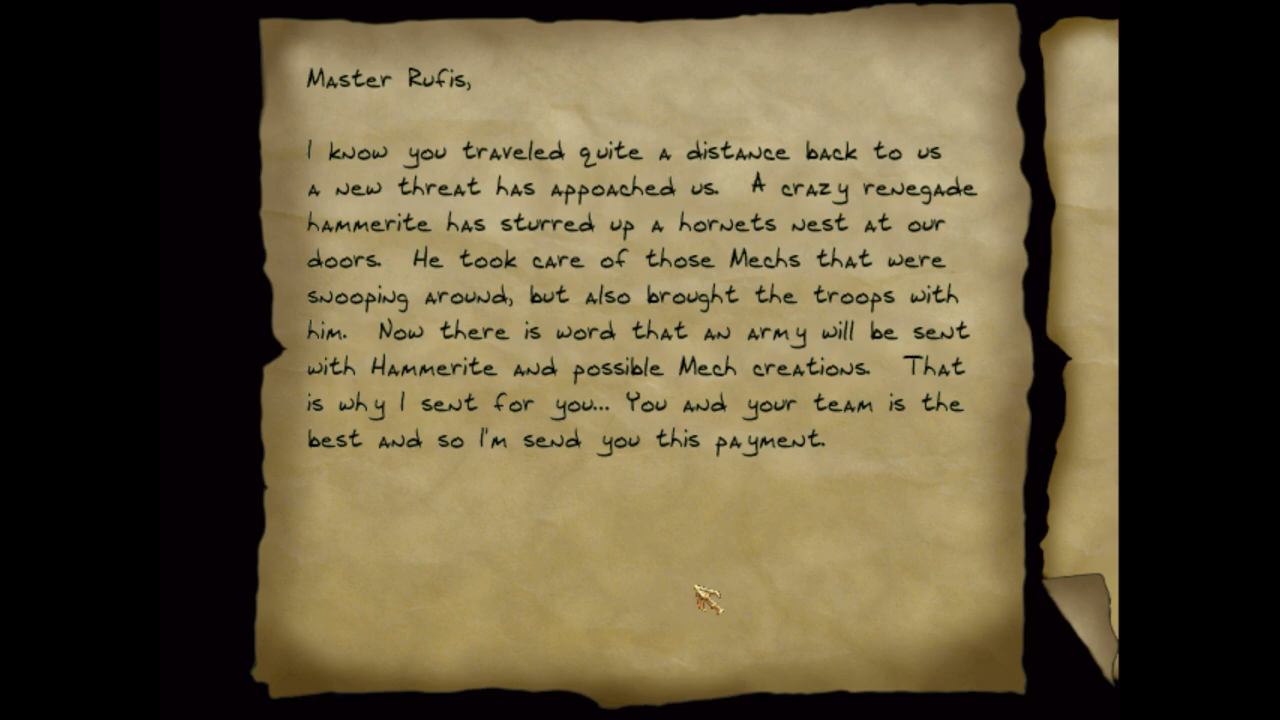 Master Rufis,
I know you traveled quite a distance back to us
a new threat has appoached us. A crazy renegade
hammerite has sturred up a hornets nest at our
doors. He took care of those Mechs that were
snooping around, but also brought the troops with
him. Now there is word that an army will be sent
with Hammerite and possible Mech creations. That
is why I sent for you... You and your team is the
best and so I'm send you this payment.